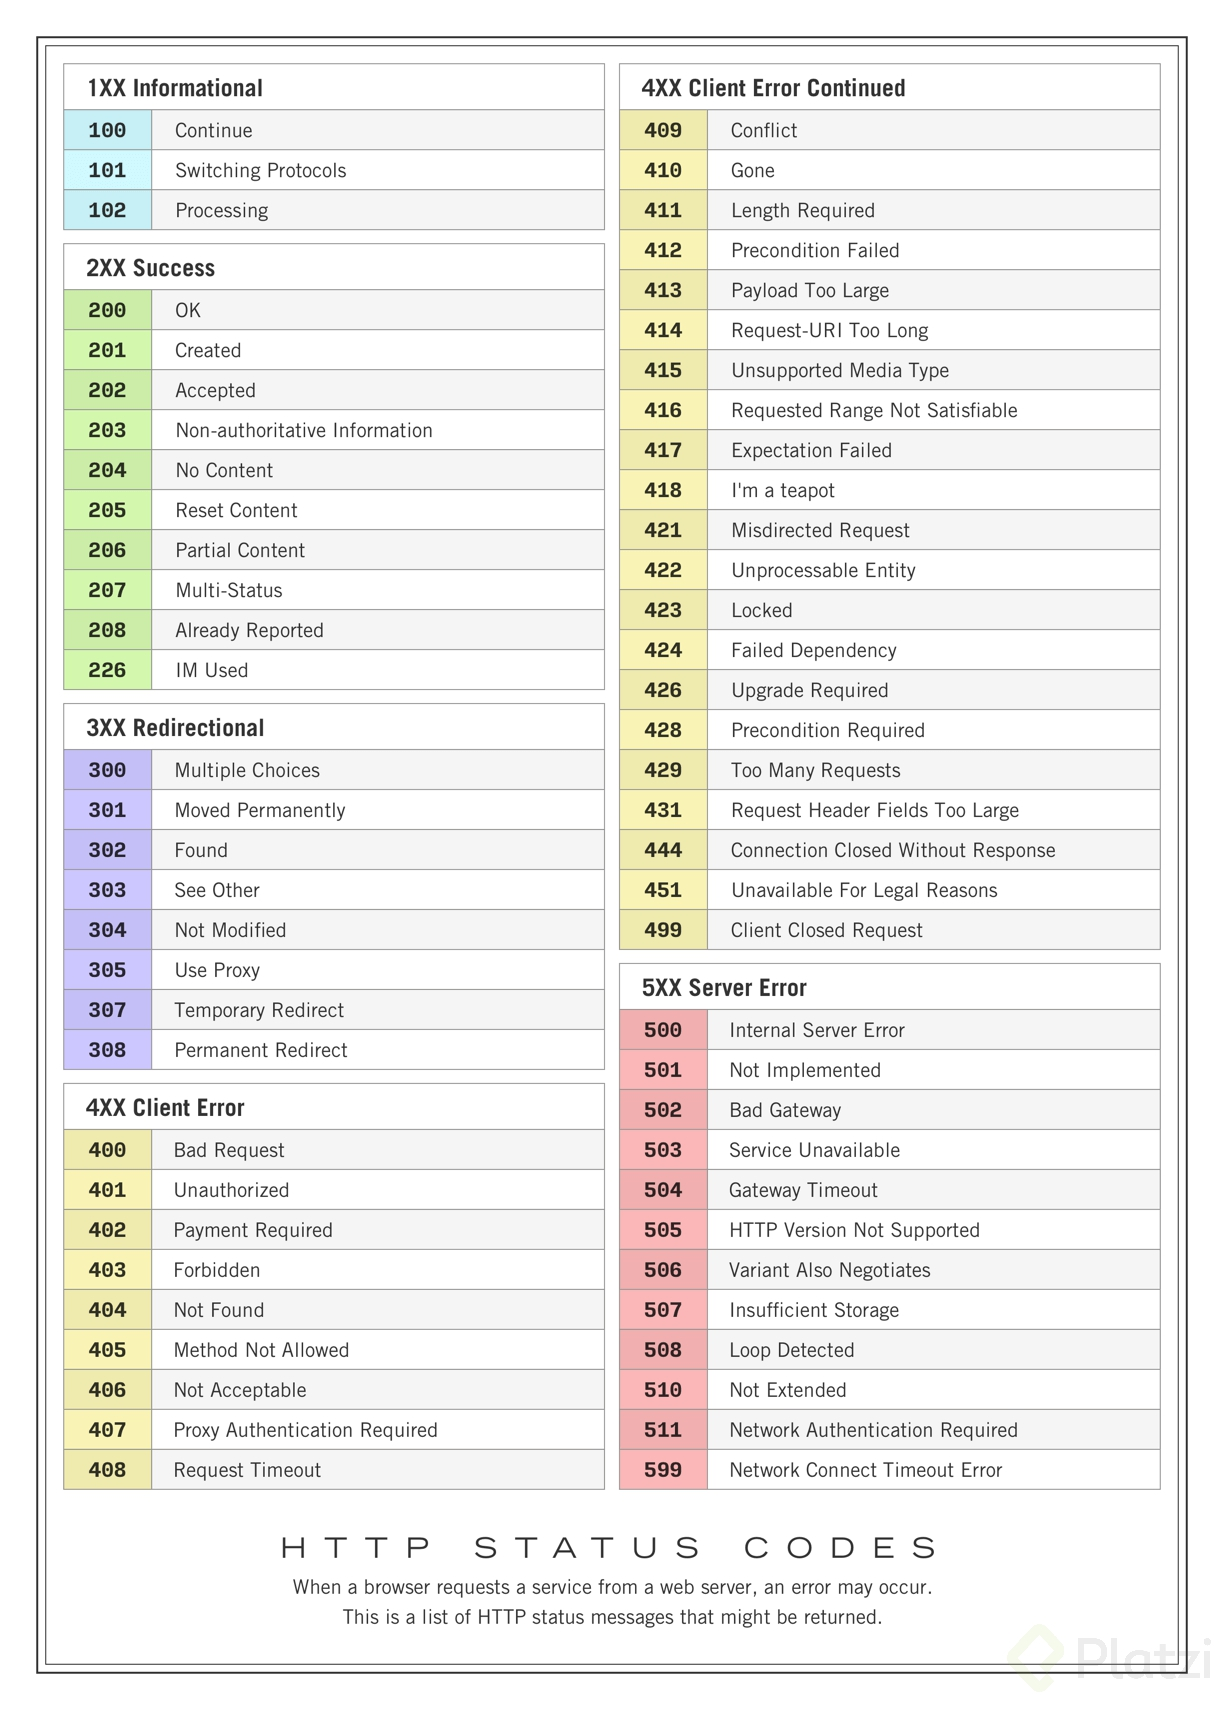 1XX Informational
100 Continue
101 Switching Protocols
102 Processing
2XX Success
200 OK
201 Created
202 Accepted
203 Non-authoritative Information
204 No Content
205 Reset Content
206 Partial Content
207 Multi-Status
208 Already Reported
226 IM Used
3XX Redirectional
300 Multiple Choices
301 Moved Permanently
302 Found
303 See Other
304 Not Modified
305 Use Proxy
307 Temporary Redirect
308 Permanent Redirect
4XX Client Error
400 Bad Request
401 Unauthorized
402 Payment Required
403 Forbidden
404 Not Found
405 Method Not Allowed
406 Not Acceptable
407 Proxy Authentication Required
408 Request Timeout
4XX Client Error Continued
409 Conflict
410 Gone
411 Length Required
412 Precondition Failed
413 Payload Too Large
414 Request-URI Too Long
415 Unsupported Media Type
416 Requested Range Not Satisfiable
417 Expectation Failed
418 I'm a teapot
421 Misdirected Request
422 Unprocessable Entity
423 Locked
424 Failed Dependency
426 Upgrade Required
428 Precondition Required
429 Too Many Requests
431 Request Header Fields Too Large
444 Connection Closed Without Response
451 Unavailable For Legal Reasons
499 Client Closed Request
5XX Server Error
500 Internal Server Error
501 Not Implemented
502 Bad Gateway
503 Service Unavailable
504 Gateway Timeout
505 HTTP Version Not Supported
506 Variant Also Negotiates
507 Insufficient Storage
508 Loop Detected
510 Not Extended
511 Network Authentication Required
599 Network Connect Timeout Error
HTTP STATUS CODES
When a browser requests a service from a web server, an error may occur.
This is a list of HTTP status messages that might be returned.
Platzi